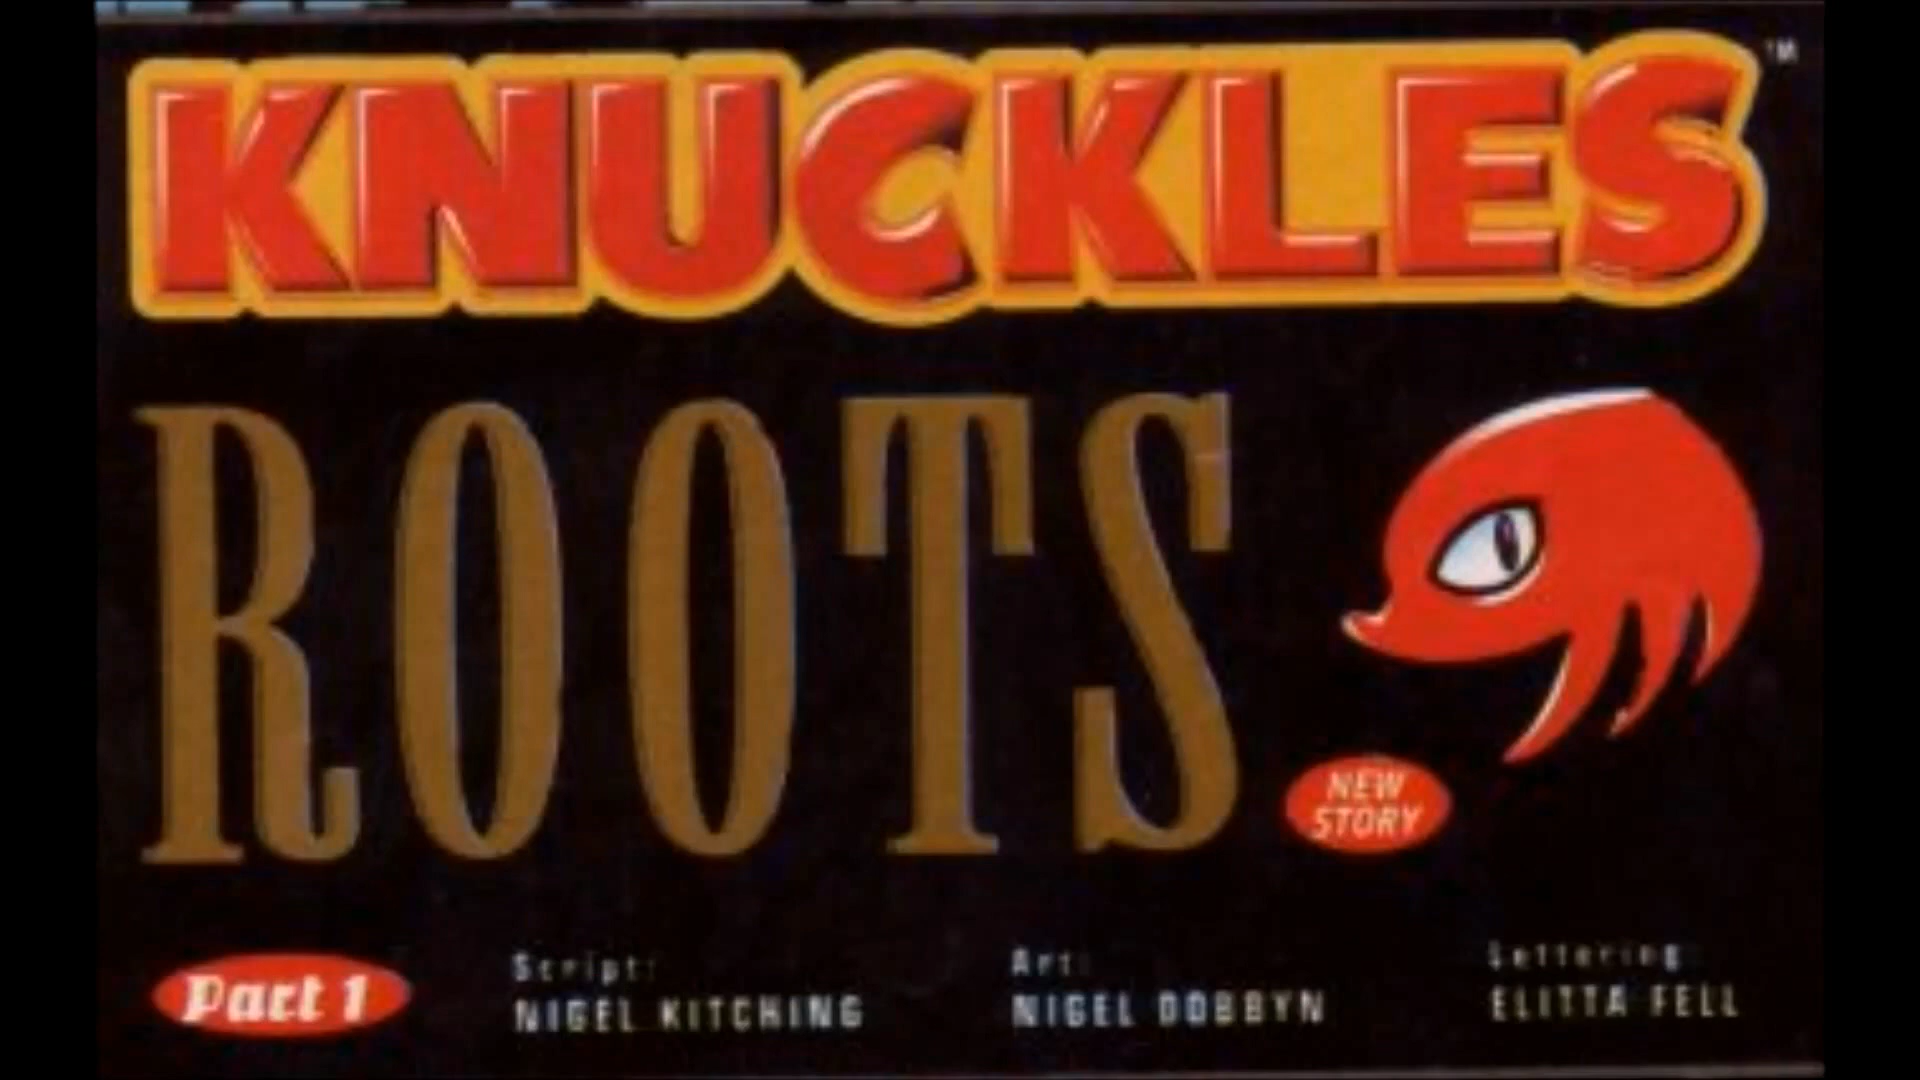 KNUCKLES™
ROOTS
NEW
STORY
Part 1
Script:
NIGEL KITCHING
Art:
NIGEL DOBBYN
Lettering:
ELITTA FELL